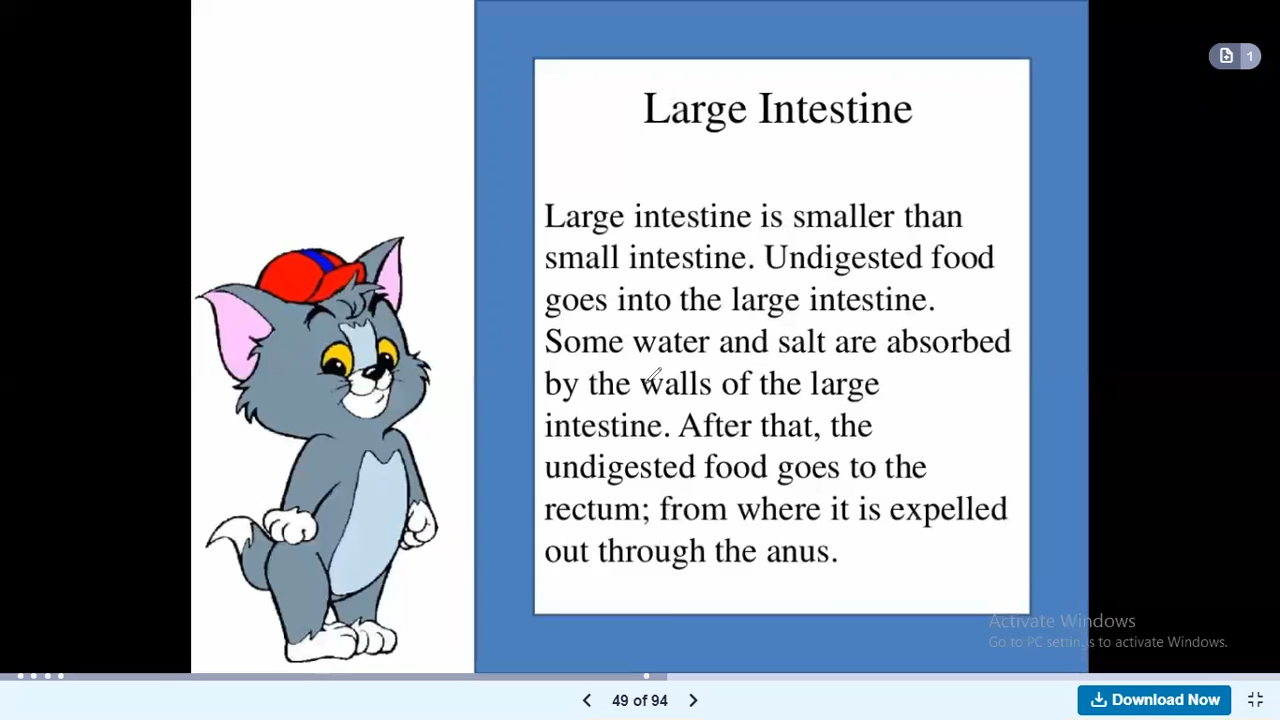 1
Large Intestine
Large intestine is smaller than
small intestine. Undigested food
goes into the large intestine.
Some water and salt are absorbed
by the walls of the large
intestine. After that, the
undigested food goes to the
rectum; from where it is expelled
out through the anus.
Activate Windows
Go to PC settings to activate Windows.
49 of 94
Download Now